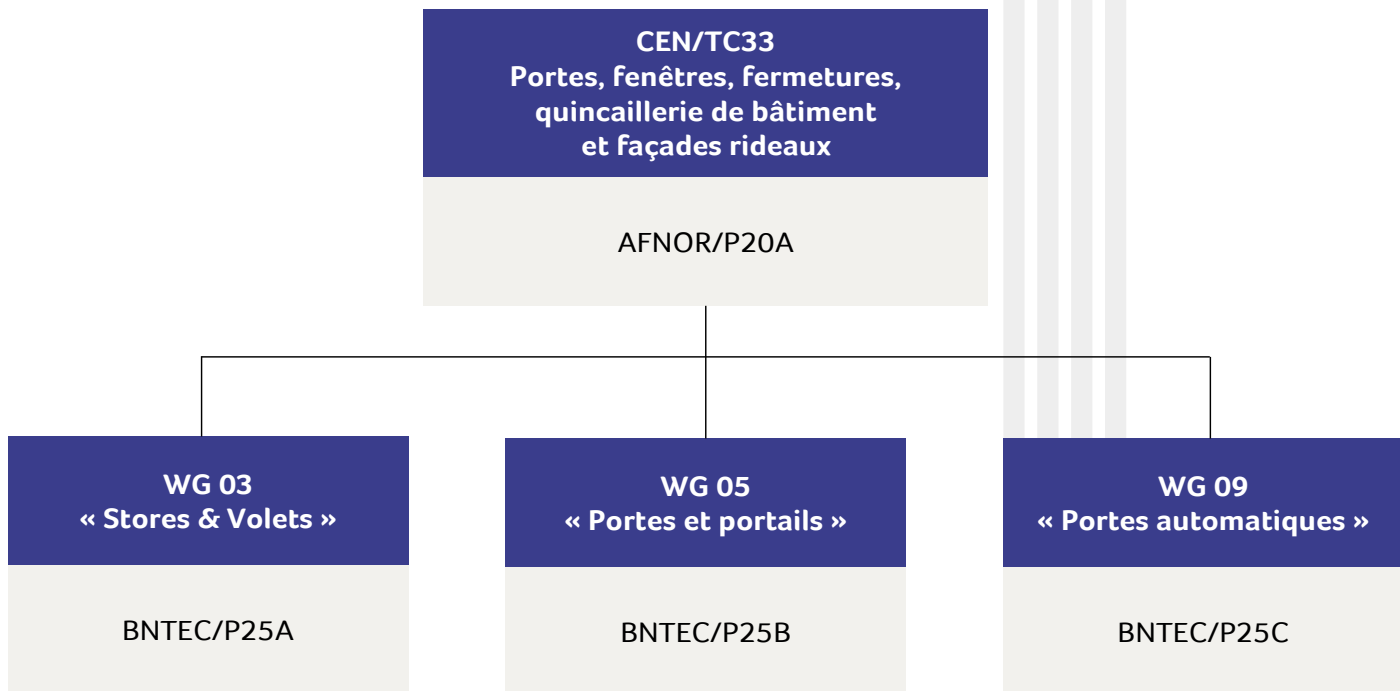 CEN/TC33
Portes, fenêtres, fermetures,
quincaillerie de bâtiment
et façades rideaux
AFNOR/P20A
WG 03
« Stores & Volets »
BNTEC/P25A
WG 05
« Portes et portails »
BNTEC/P25B
WG 09
« Portes automatiques »
BNTEC/P25C